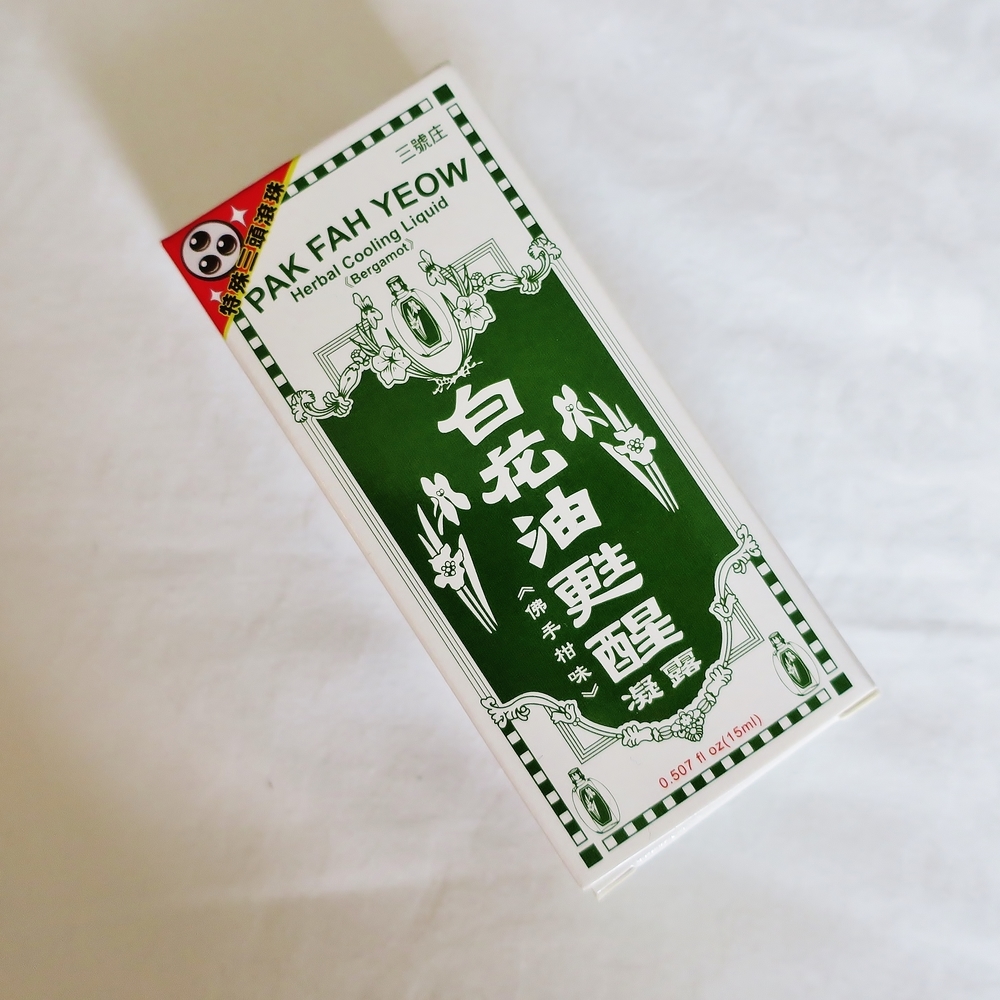 三號庄
特殊三頭滾珠
PAK FAH YEOW
Herbal Cooling Liquid
《Bergamot》
白花油
甦醒
凝露
《佛手柑味》
0.507 fl oz(15ml)